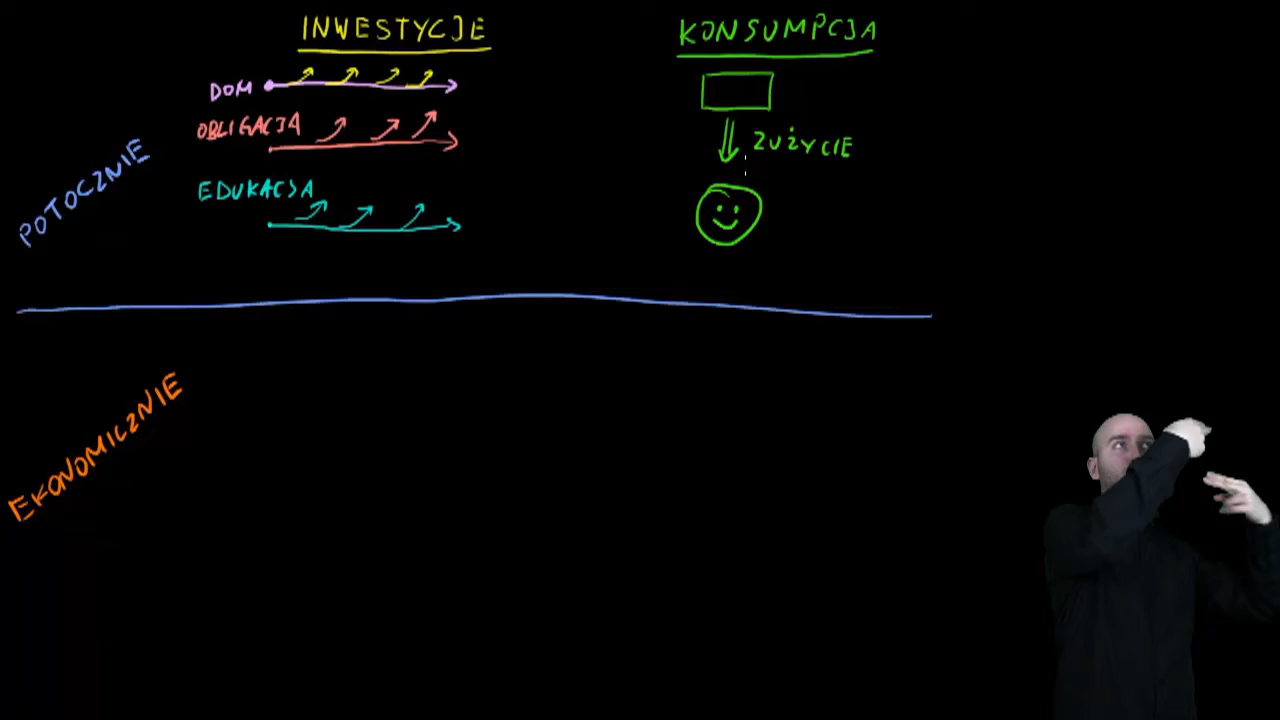 INWESTYCJE
KONSUMPCJA
DOM
OBLIGACJA
ZUŻYCIE
EDUKACJA
POTOCZNIE
EKONOMICZNIE